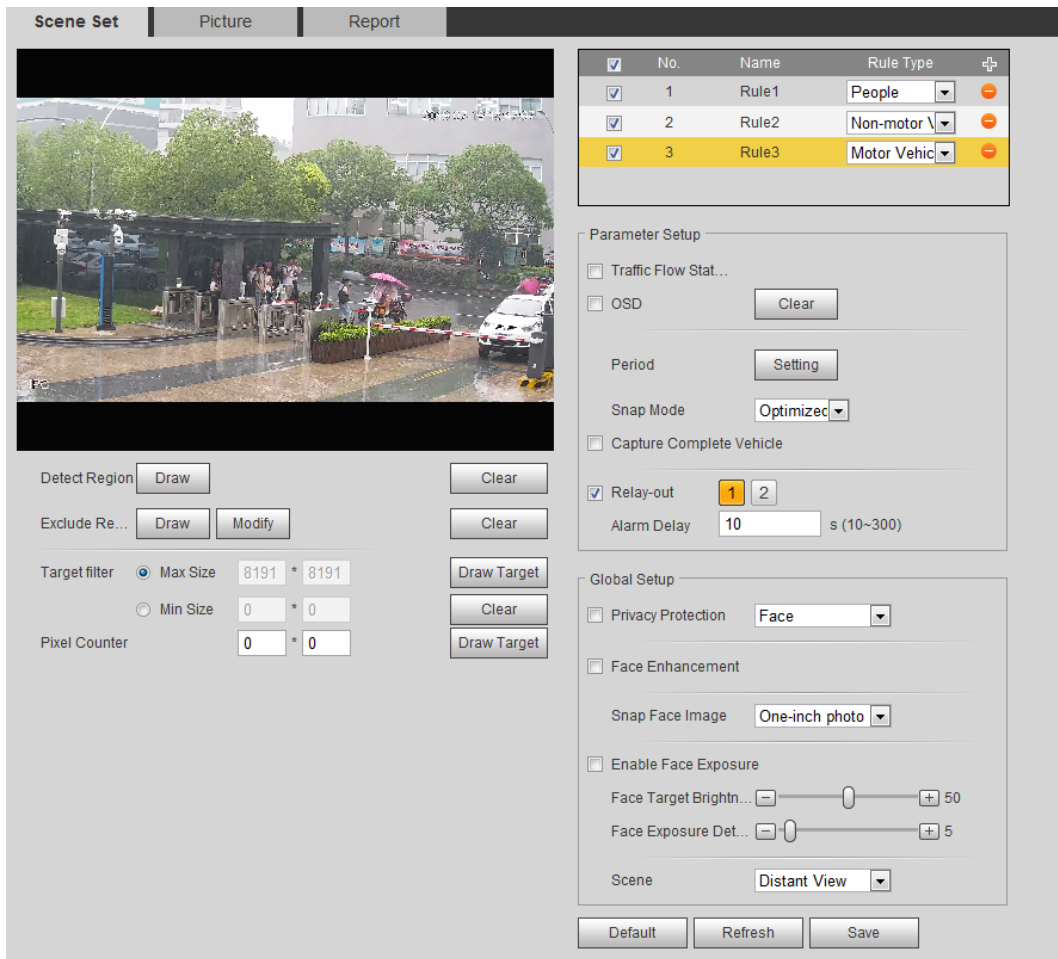 Scene Set Picture Report
No. Name Rule Type
1 Rule1 People
2 Rule2 Non-motor V
3 Rule3 Motor Vehic
Parameter Setup
Traffic Flow Stat...
OSD Clear
Period Setting
Snap Mode Optimized
Capture Complete Vehicle
Relay-out 1 2
Alarm Delay 10 s (10~300)
Detect Region Draw Clear
Exclude Re... Draw Modify Clear
Target filter Max Size 8191 * 8191 Draw Target
Min Size 0 * 0 Clear
Pixel Counter 0 * 0 Draw Target
Global Setup
Privacy Protection Face
Face Enhancement
Snap Face Image One-inch photo
Enable Face Exposure
Face Target Brightn... 50
Face Exposure Det... 5
Scene Distant View
Default Refresh Save